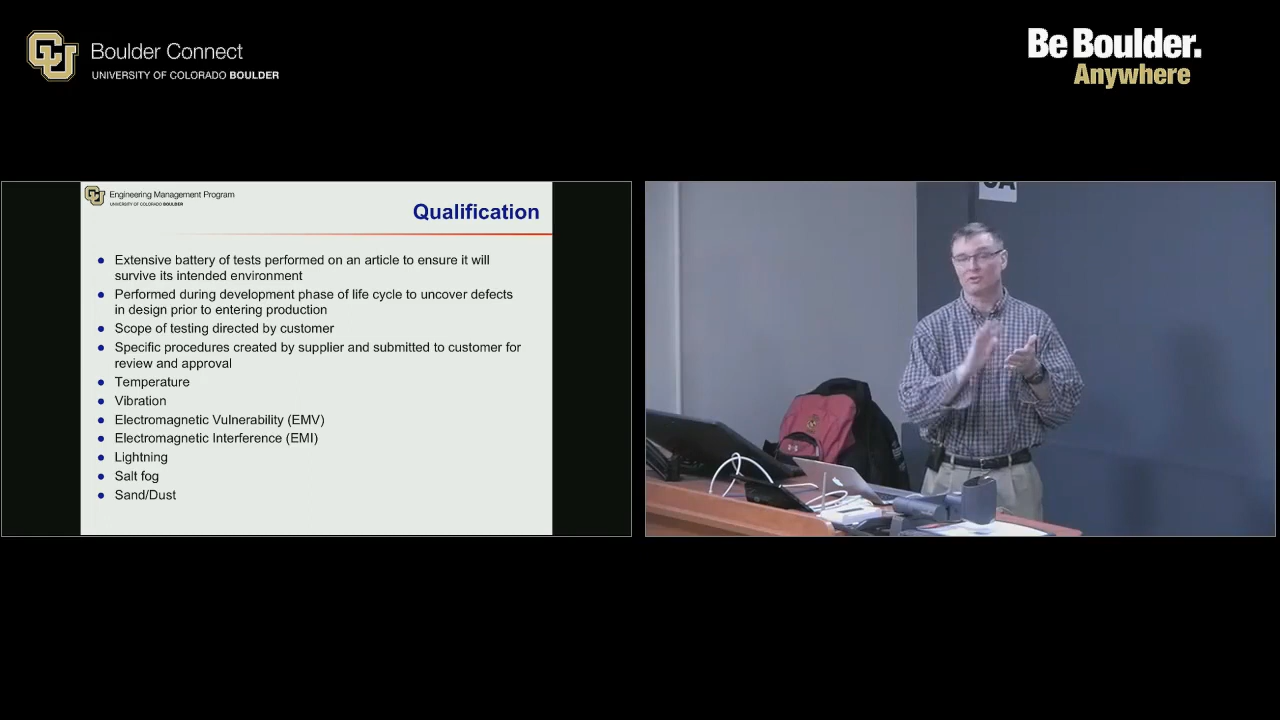 Boulder Connect
UNIVERSITY OF COLORADO BOULDER
Be Boulder.
Anywhere
Engineering Management Program
UNIVERSITY OF COLORADO BOULDER
Qualification
Extensive battery of tests performed on an article to ensure it will
survive its intended environment
Performed during development phase of life cycle to uncover defects
in design prior to entering production
Scope of testing directed by customer
Specific procedures created by supplier and submitted to customer for
review and approval
Temperature
Vibration
Electromagnetic Vulnerability (EMV)
Electromagnetic Interference (EMI)
Lightning
Salt fog
Sand/Dust